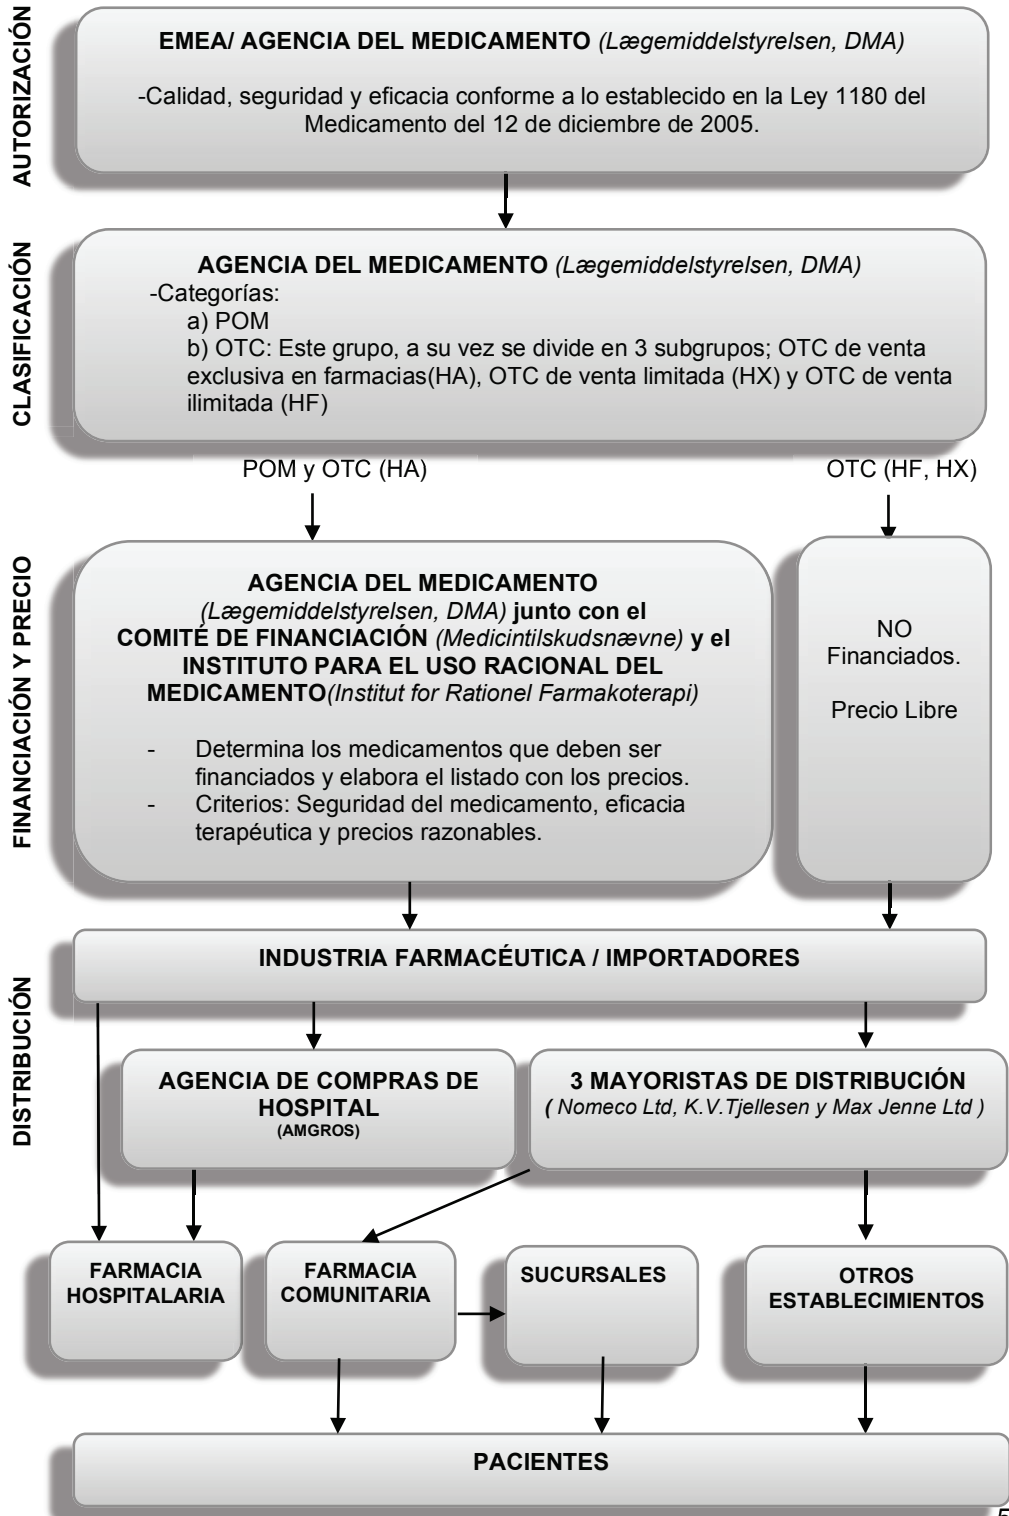 AUTORIZACIÓN
EMEA/ AGENCIA DEL MEDICAMENTO (Lægemiddelstyrelsen, DMA)
-Calidad, seguridad y eficacia conforme a lo establecido en la Ley 1180 del
Medicamento del 12 de diciembre de 2005.
CLASIFICACIÓN
AGENCIA DEL MEDICAMENTO (Lægemiddelstyrelsen, DMA)
-Categorías:
a) POM
b) OTC: Este grupo, a su vez se divide en 3 subgrupos; OTC de venta
exclusiva en farmacias(HA), OTC de venta limitada (HX) y OTC de venta
ilimitada (HF)
POM y OTC (HA)
OTC (HF, HX)
FINANCIACIÓN Y PRECIO
AGENCIA DEL MEDICAMENTO
(Lægemiddelstyrelsen, DMA) junto con el
COMITÉ DE FINANCIACIÓN (Medicintilskudsnævne) y el
INSTITUTO PARA EL USO RACIONAL DEL
MEDICAMENTO(Institut for Rationel Farmakoterapi)
- Determina los medicamentos que deben ser
financiados y elabora el listado con los precios.
- Criterios: Seguridad del medicamento, eficacia
terapéutica y precios razonables.
NO
Financiados.
Precio Libre
DISTRIBUCIÓN
INDUSTRIA FARMACÉUTICA / IMPORTADORES
AGENCIA DE COMPRAS DE
HOSPITAL
(AMGROS)
3 MAYORISTAS DE DISTRIBUCIÓN
( Nomeco Ltd, K.V.Tjellesen y Max Jenne Ltd )
FARMACIA
HOSPITALARIA
FARMACIA
COMUNITARIA
SUCURSALES
OTROS
ESTABLECIMIENTOS
PACIENTES